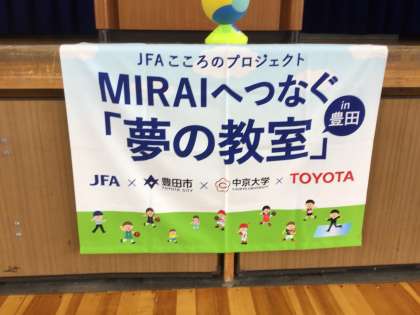 JFAこころのプロジェクト
MIRAIへつなぐ
「夢の教室」
in
豊田
JFA × 豊田市 × 中京大学 × TOYOTA
TOYOTA CITY